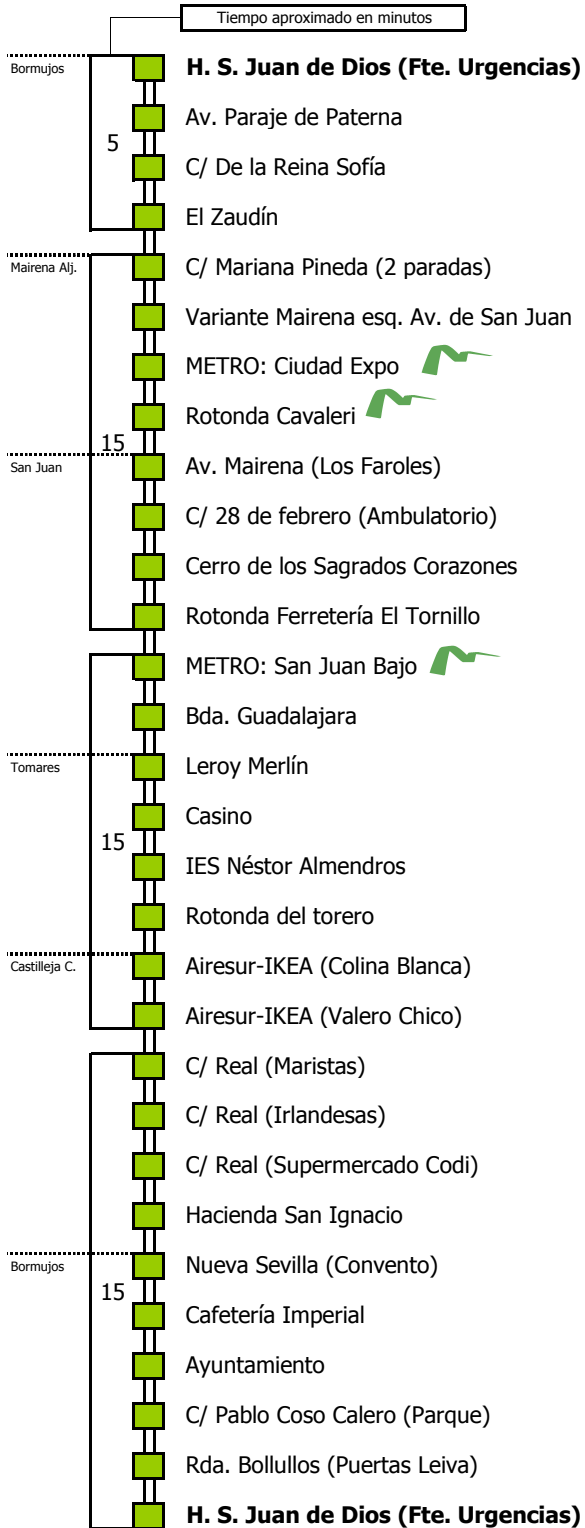 Tiempo aproximado en minutos
Bormujos
H. S. Juan de Dios (Fte. Urgencias)
Av. Paraje de Paterna
5
C/ De la Reina Sofía
El Zaudín
Mairena Alj.
C/ Mariana Pineda (2 paradas)
Variante Mairena esq. Av. de San Juan
METRO: Ciudad Expo
Rotonda Cavaleri
15
San Juan
Av. Mairena (Los Faroles)
C/ 28 de febrero (Ambulatorio)
Cerro de los Sagrados Corazones
Rotonda Ferretería El Tornillo
METRO: San Juan Bajo
Bda. Guadalajara
Tomares
Leroy Merlín
Casino
15
IES Néstor Almendros
Rotonda del torero
Castilleja C.
Airesur-IKEA (Colina Blanca)
Airesur-IKEA (Valero Chico)
C/ Real (Maristas)
C/ Real (Irlandesas)
C/ Real (Supermercado Codi)
Hacienda San Ignacio
Bormujos
Nueva Sevilla (Convento)
15
Cafetería Imperial
Ayuntamiento
C/ Pablo Coso Calero (Parque)
Rda. Bollullos (Puertas Leiva)
H. S. Juan de Dios (Fte. Urgencias)